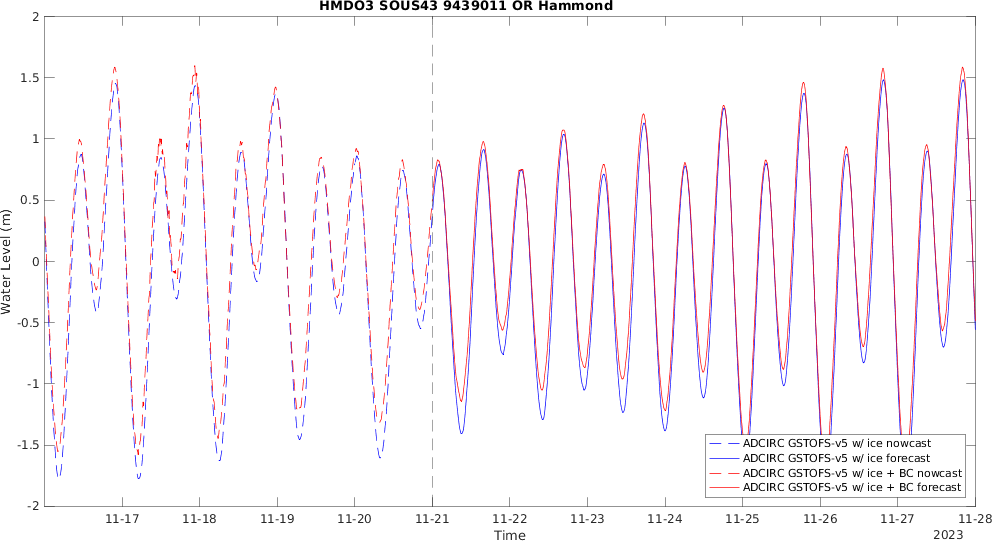 HMDO3 SOUS43 9439011 OR Hammond
2
1.5
1
0.5
0
-0.5
-1
-1.5
-2
Water Level (m)
11-17 11-18 11-19 11-20 11-21 11-22 11-23 11-24 11-25 11-26 11-27 11-28
Time
2023
ADCIRC GSTOFS-v5 w/ ice nowcast
ADCIRC GSTOFS-v5 w/ ice forecast
ADCIRC GSTOFS-v5 w/ ice + BC nowcast
ADCIRC GSTOFS-v5 w/ ice + BC forecast